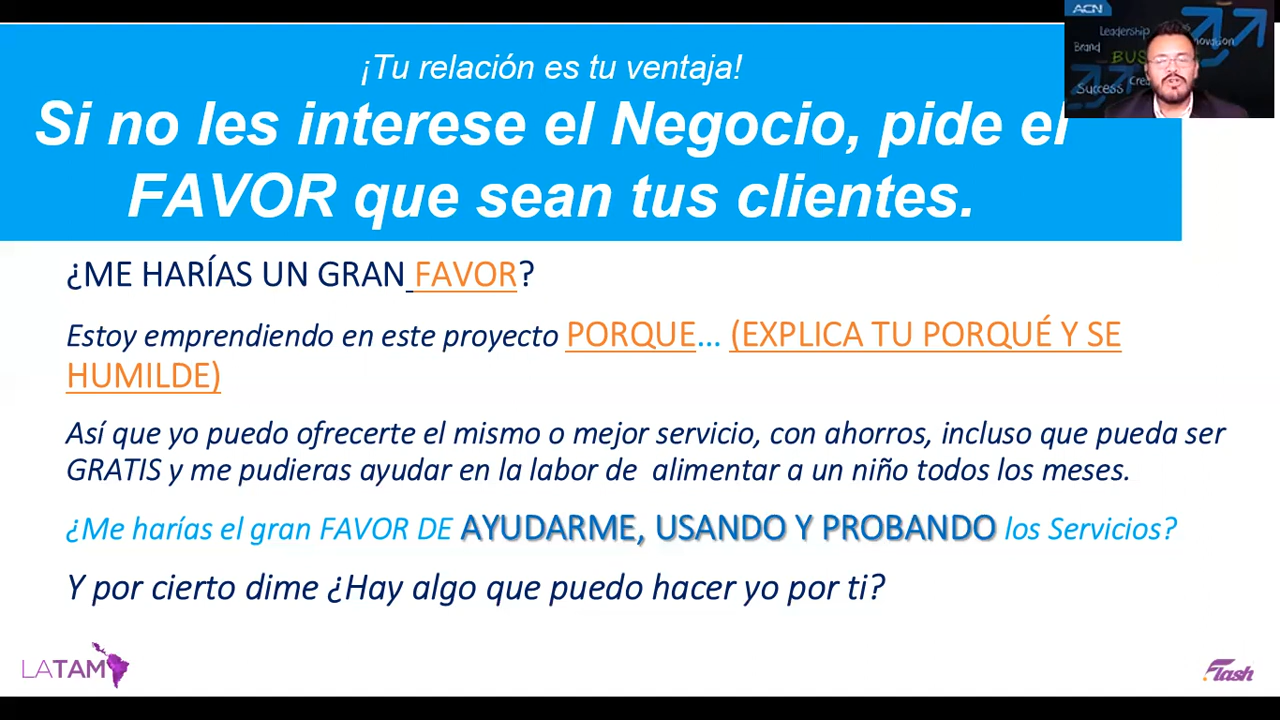 ¡Tu relación es tu ventaja!
Si no les interese el Negocio, pide el
FAVOR que sean tus clientes.
¿ME HARÍAS UN GRAN FAVOR?
Estoy emprendiendo en este proyecto PORQUE... (EXPLICA TU PORQUÉ Y SE
HUMILDE)
Así que yo puedo ofrecerte el mismo o mejor servicio, con ahorros, incluso que pueda ser
GRATIS y me pudieras ayudar en la labor de alimentar a un niño todos los meses.
¿Me harías el gran FAVOR DE AYUDARME, USANDO Y PROBANDO los Servicios?
Y por cierto dime ¿Hay algo que puedo hacer yo por ti?
ACN
Leadership
Brand
BUS
Success
LATAM
Flash